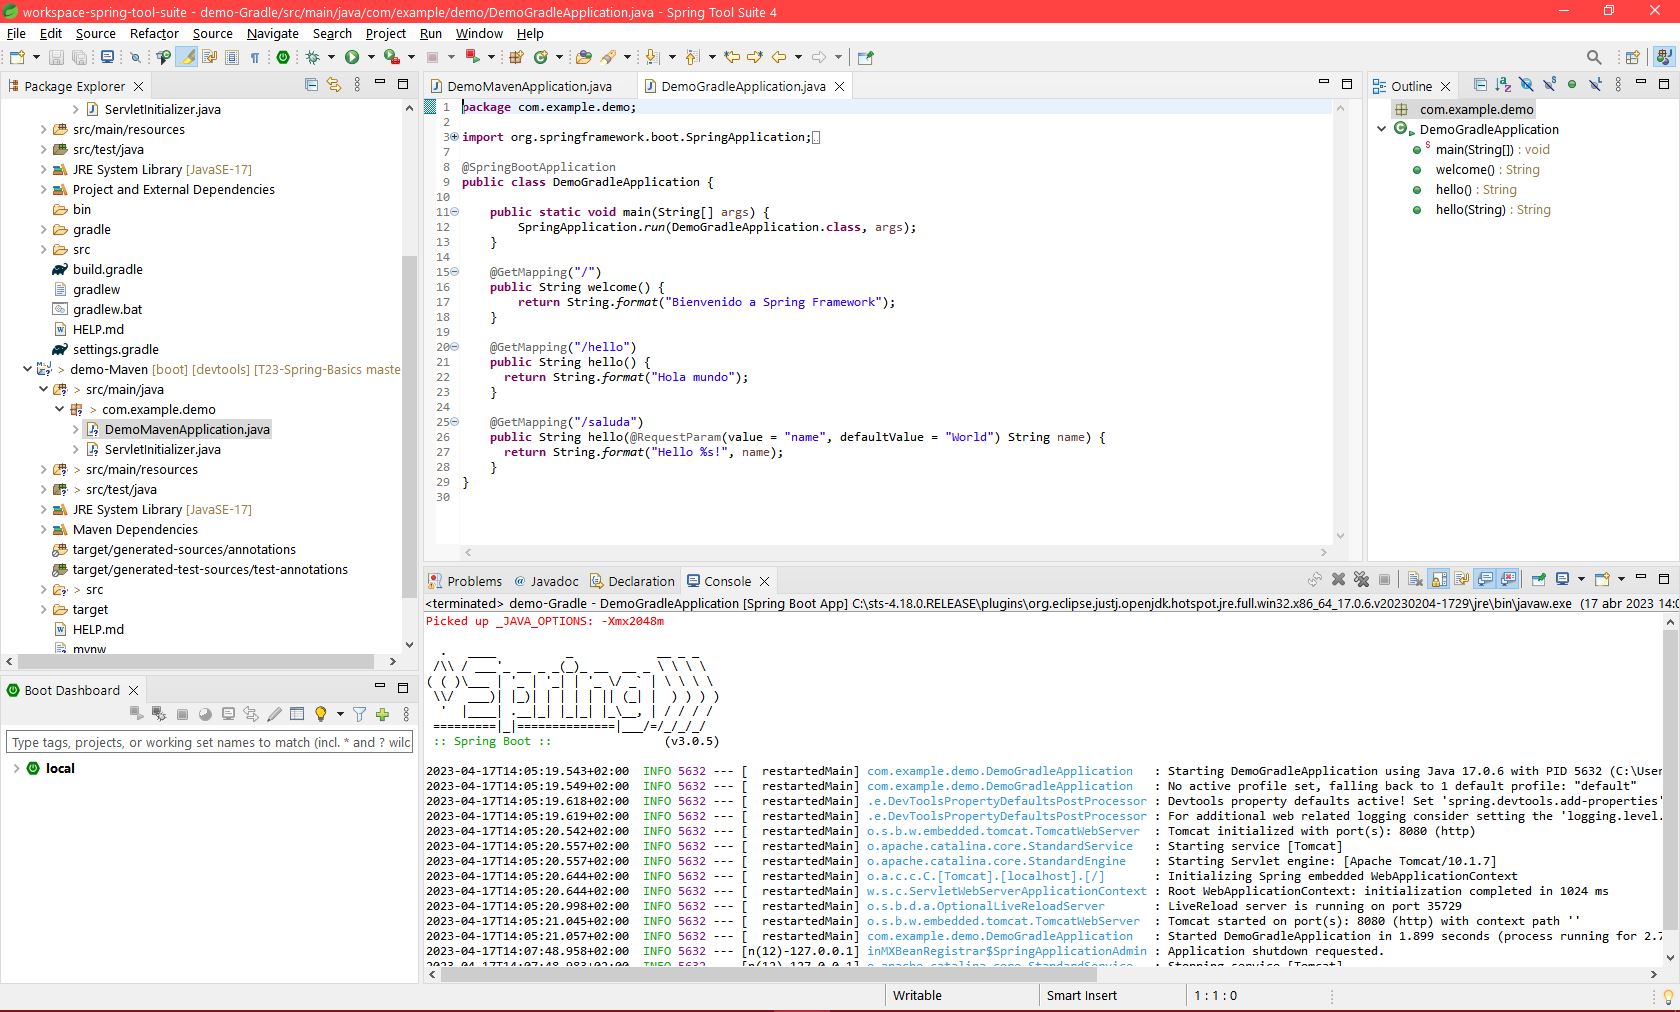 workspace-spring-tool-suite - demo-Gradle/src/main/java/com/example/demo/DemoGradleApplication.java - Spring Tool Suite 4
File Edit Source Refactor Source Navigate Search Project Run Window Help
Package Explorer
ServletInitializer.java
src/main/resources
src/test/java
JRE System Library [JavaSE-17]
Project and External Dependencies
bin
gradle
src
build.gradle
gradlew
gradlew.bat
HELP.md
settings.gradle
> demo-Maven [boot] [devtools] [T23-Spring-Basics maste
> src/main/java
> com.example.demo
DemoMavenApplication.java
ServletInitializer.java
> src/main/resources
> src/test/java
JRE System Library [JavaSE-17]
Maven Dependencies
target/generated-sources/annotations
target/generated-test-sources/test-annotations
> src
target
HELP.md
mvnw
Boot Dashboard
Type tags, projects, or working set names to match (incl. * and ? wilc
local
DemoMavenApplication.java DemoGradleApplication.java
1 package com.example.demo;
2
3 import org.springframework.boot.SpringApplication;
7
8 @SpringBootApplication
9 public class DemoGradleApplication {
10
11 public static void main(String[] args) {
12 SpringApplication.run(DemoGradleApplication.class, args);
13 }
14
15 @GetMapping("/")
16 public String welcome() {
17 return String.format("Bienvenido a Spring Framework");
18 }
19
20 @GetMapping("/hello")
21 public String hello() {
22 return String.format("Hola mundo");
23 }
24
25 @GetMapping("/saluda")
26 public String hello(@RequestParam(value = "name", defaultValue = "World") String name) {
27 return String.format("Hello %s!", name);
28 }
29 }
30
Outline
com.example.demo
DemoGradleApplication
main(String[]) : void
welcome() : String
hello() : String
hello(String) : String
Problems @ Javadoc Declaration Console
<terminated> demo-Gradle - DemoGradleApplication [Spring Boot App] C:\sts-4.18.0.RELEASE\plugins\org.eclipse.justj.openjdk.hotspot.jre.full.win32.x86_64_17.0.6.v20230204-1729\jre\bin\javaw.exe (17 abr 2023 14:0
Picked up _JAVA_OPTIONS: -Xmx2048m
Spring
:: Spring Boot :: (v3.0.5)
2023-04-17T14:05:19.543+02:00 INFO 5632 --- [ restartedMain] com.example.demo.DemoGradleApplication : Starting DemoGradleApplication using Java 17.0.6 with PID 5632 (C:\User
2023-04-17T14:05:19.549+02:00 INFO 5632 --- [ restartedMain] com.example.demo.DemoGradleApplication : No active profile set, falling back to 1 default profile: "default"
2023-04-17T14:05:19.618+02:00 INFO 5632 --- [ restartedMain] .e.DevToolsPropertyDefaultsPostProcessor : Devtools property defaults active! Set 'spring.devtools.add-properties'
2023-04-17T14:05:19.619+02:00 INFO 5632 --- [ restartedMain] .e.DevToolsPropertyDefaultsPostProcessor : For additional web related logging consider setting the 'logging.level.
2023-04-17T14:05:20.542+02:00 INFO 5632 --- [ restartedMain] o.s.b.w.embedded.tomcat.TomcatWebServer : Tomcat initialized with port(s): 8080 (http)
2023-04-17T14:05:20.557+02:00 INFO 5632 --- [ restartedMain] o.apache.catalina.core.StandardService : Starting service [Tomcat]
2023-04-17T14:05:20.557+02:00 INFO 5632 --- [ restartedMain] o.apache.catalina.core.StandardEngine : Starting Servlet engine: [Apache Tomcat/10.1.7]
2023-04-17T14:05:20.644+02:00 INFO 5632 --- [ restartedMain] o.a.c.c.C.[Tomcat].[localhost].[/] : Initializing Spring embedded WebApplicationContext
2023-04-17T14:05:20.644+02:00 INFO 5632 --- [ restartedMain] w.s.c.ServletWebServerApplicationContext : Root WebApplicationContext: initialization completed in 1024 ms
2023-04-17T14:05:20.998+02:00 INFO 5632 --- [ restartedMain] o.s.b.d.a.OptionalLiveReloadServer : LiveReload server is running on port 35729
2023-04-17T14:05:21.045+02:00 INFO 5632 --- [ restartedMain] o.s.b.w.embedded.tomcat.TomcatWebServer : Tomcat started on port(s): 8080 (http) with context path ''
2023-04-17T14:05:21.057+02:00 INFO 5632 --- [ restartedMain] com.example.demo.DemoGradleApplication : Started DemoGradleApplication in 1.899 seconds (process running for 2.7
2023-04-17T14:07:48.958+02:00 INFO 5632 --- [n(12)-127.0.0.1] inMXBeanRegistrar$SpringApplicationAdmin : Application shutdown requested.
2023-04-17T14:07:48.983+02:00 INFO 5632 --- [n(12)-127.0.0.1] o.apache.catalina.core.StandardService : Stopping service [Tomcat]
Writable Smart Insert 1 : 1 : 0